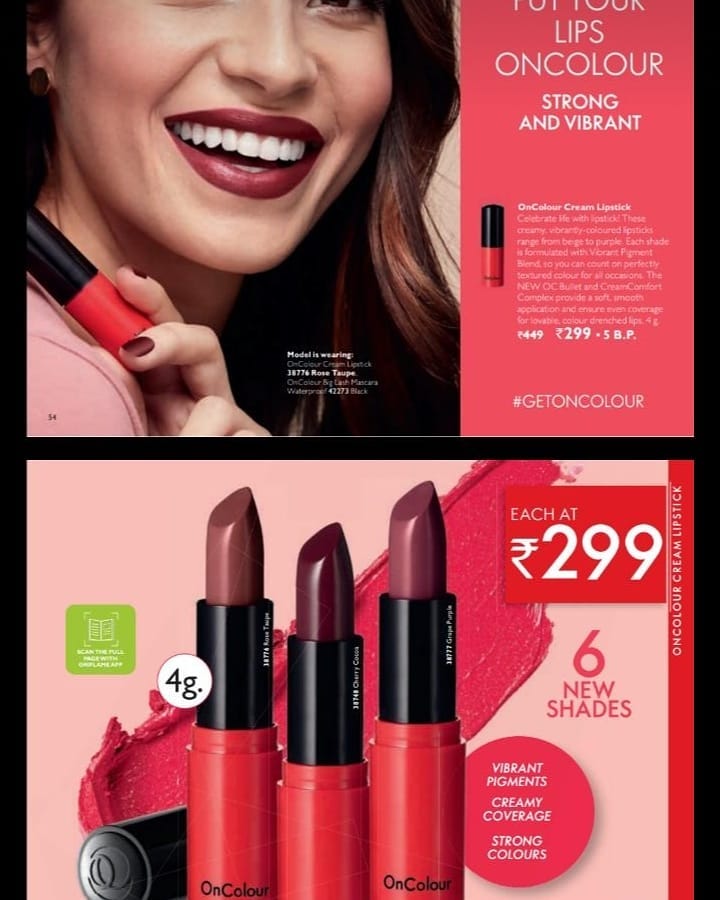 PUT YOUR
LIPS
ONCOLOUR
STRONG
AND VIBRANT
OnColour Cream Lipstick
Celebrate life with lipstick! These
creamy, vibrantly-coloured lipsticks
range from beige to purple. Each shade
is formulated with Vibrant Pigment
Blend, so you can count on perfectly
textured colour for all occasions. The
NEW OC Bullet and CreamComfort
Complex provide a soft, smooth
application and ensure even coverage
for lovable, colour drenched lips. 4 g.
₹449 ₹299 • 5 B.P.
Model is wearing:
OnColour Cream Lipstick
38776 Rose Taupe.
OnColour Big Lash Mascara
Waterproof 42273 Black
54
#GETONCOLOUR
EACH AT
₹299
ONCOLOUR CREAM LIPSTICK
6
NEW
SHADES
SCAN THE FULL
PAGE WITH
ORIFLAME APP
4g.
38776 Rose Taupe
38748 Cherry Cocoa
38777 Grape Purple
VIBRANT
PIGMENTS
CREAMY
COVERAGE
STRONG
COLOURS
OnColour
OnColour